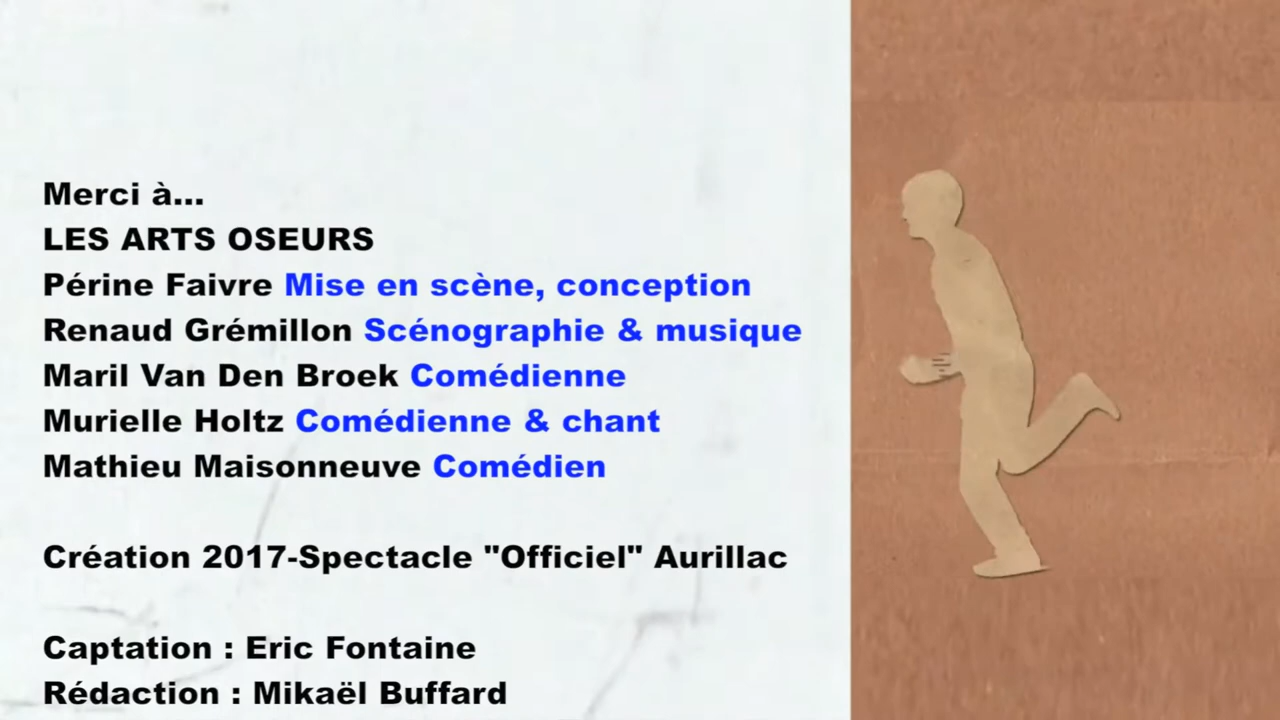 Merci à...
LES ARTS OSEURS
Périne Faivre Mise en scène, conception
Renaud Grémillon Scénographie & musique
Maril Van Den Broek Comédienne
Murielle Holtz Comédienne & chant
Mathieu Maisonneuve Comédien
Création 2017-Spectacle "Officiel" Aurillac
Captation : Eric Fontaine
Rédaction : Mikaël Buffard